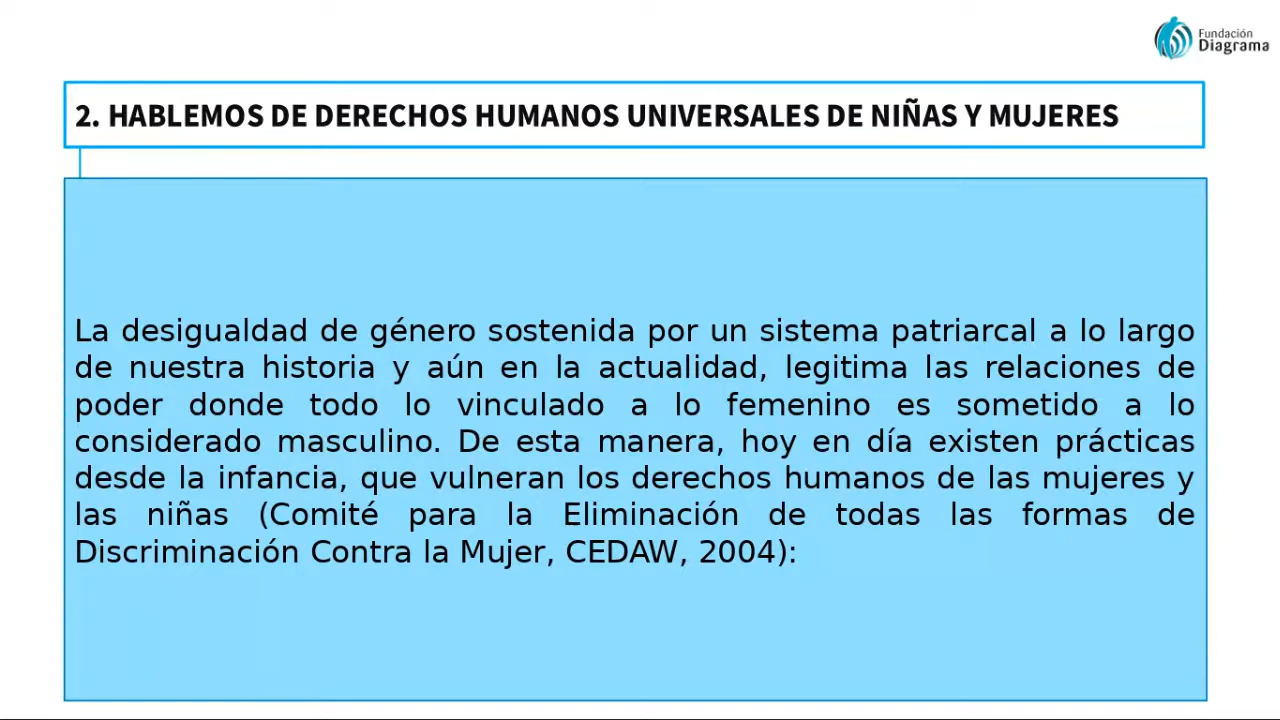 Fundación
Diagrama
2. HABLEMOS DE DERECHOS HUMANOS UNIVERSALES DE NIÑAS Y MUJERES
La desigualdad de género sostenida por un sistema patriarcal a lo largo
de nuestra historia y aún en la actualidad, legitima las relaciones de
poder donde todo lo vinculado a lo femenino es sometido a lo
considerado masculino. De esta manera, hoy en día existen prácticas
desde la infancia, que vulneran los derechos humanos de las mujeres y
las niñas (Comité para la Eliminación de todas las formas de
Discriminación Contra la Mujer, CEDAW, 2004):